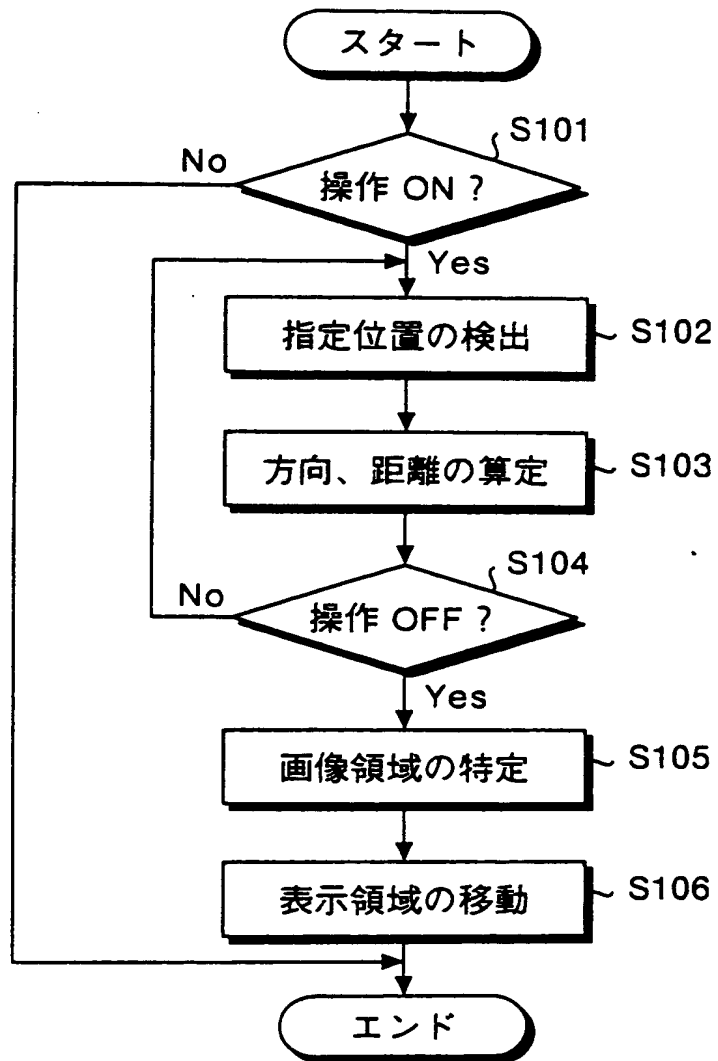 スタート
S101
No
操作 ON ?
Yes
指定位置の検出
S102
方向、距離の算定
S103
S104
No
操作 OFF ?
Yes
画像領域の特定
S105
表示領域の移動
S106
エンド